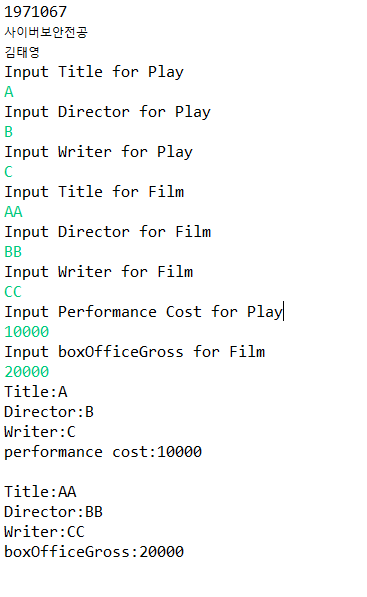 1971067
사이버보안전공
김태영
Input Title for Play
A
Input Director for Play
B
Input Writer for Play
C
Input Title for Film
AA
Input Director for Film
BB
Input Writer for Film
CC
Input Performance Cost for Play
10000
Input boxOfficeGross for Film
20000
Title:A
Director:B
Writer:C
performance cost:10000

Title:AA
Director:BB
Writer:CC
boxOfficeGross:20000